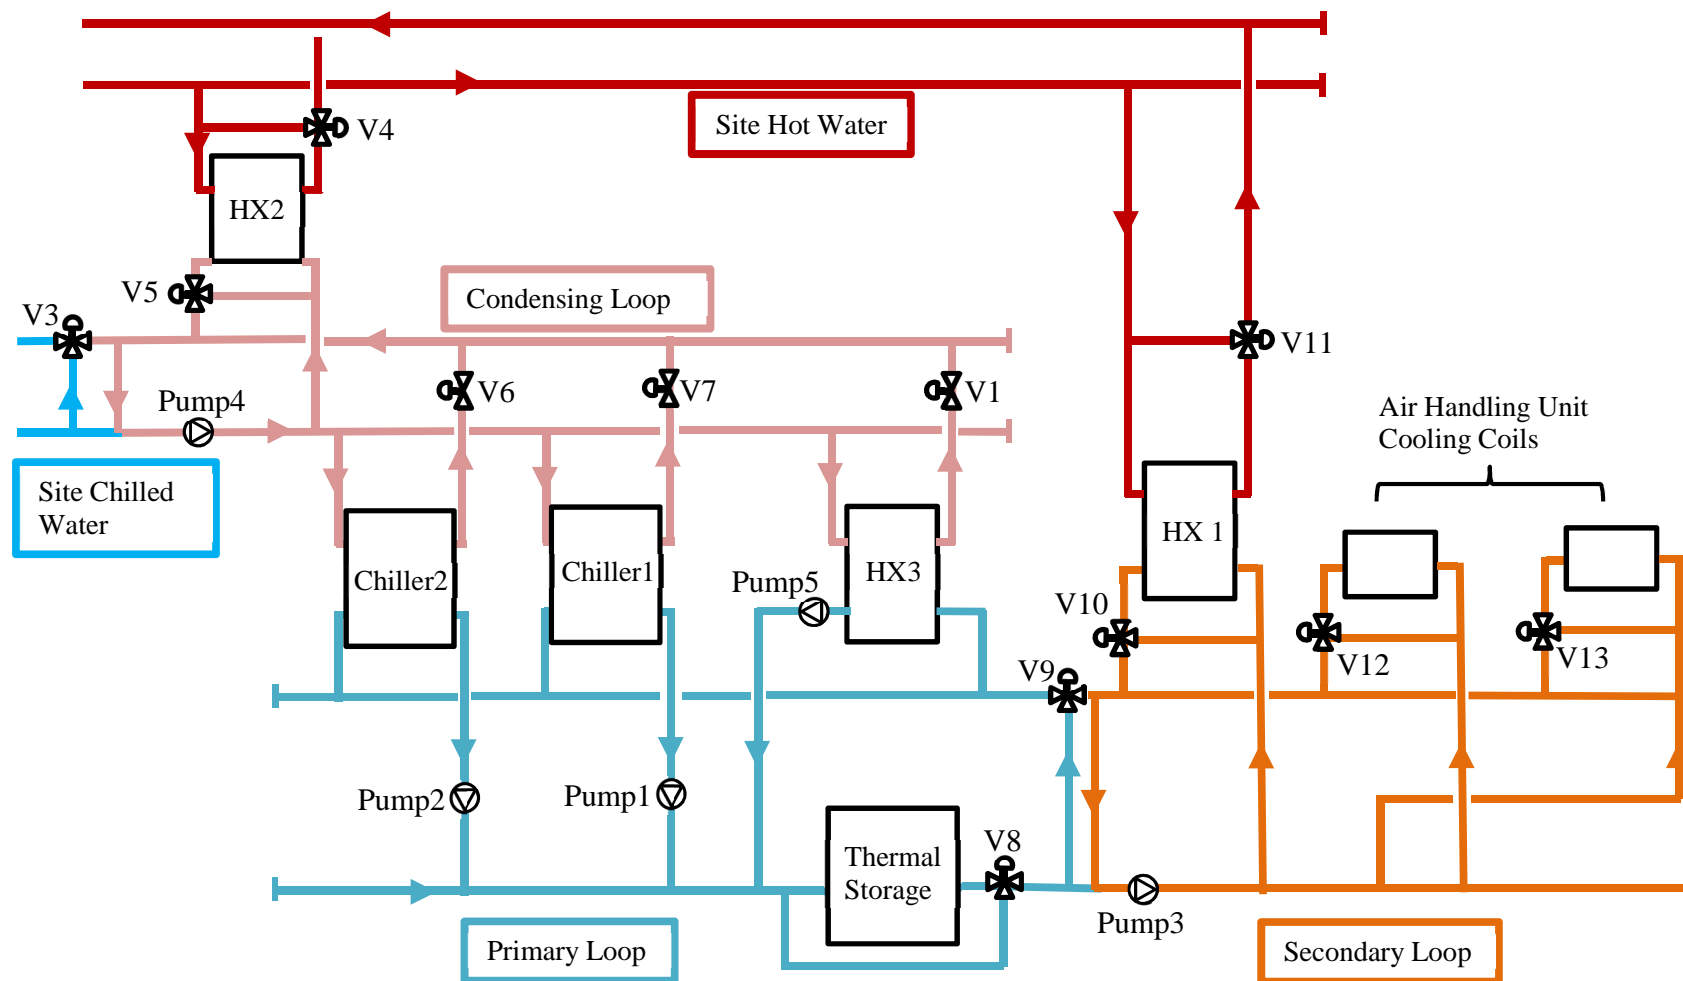 Site Hot Water
V4
HX2
V5
Condensing Loop
V3
V11
V6
V7
V1
Pump4
Air Handling Unit
Cooling Coils
Site Chilled
Water
HX 1
Chiller2
Chiller1
HX3
Pump5
V10
V12
V13
V9
Pump2
Pump1
Thermal
Storage
V8
Pump3
Primary Loop
Secondary Loop